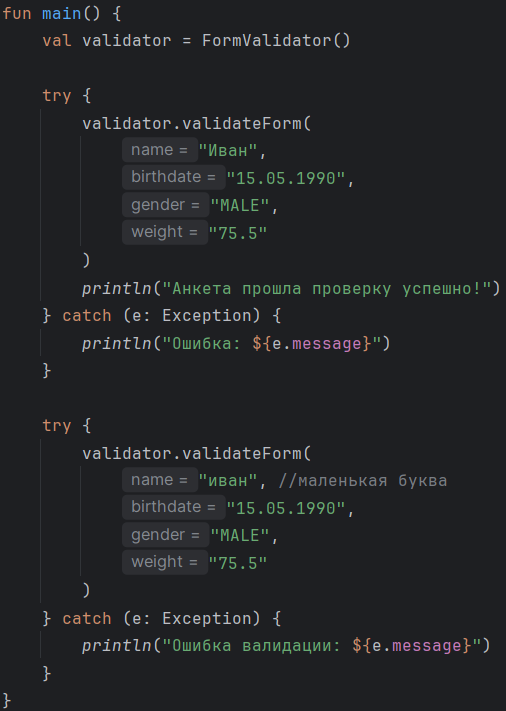 fun main() {
    val validator = FormValidator()

    try {
        validator.validateForm(
            name = "Иван",
            birthdate = "15.05.1990",
            gender = "MALE",
            weight = "75.5"
        )
        println("Анкета прошла проверку успешно!")
    } catch (e: Exception) {
        println("Ошибка: ${e.message}")
    }

    try {
        validator.validateForm(
            name = "иван", //маленькая буква
            birthdate = "15.05.1990",
            gender = "MALE",
            weight = "75.5"
        )
    } catch (e: Exception) {
        println("Ошибка валидации: ${e.message}")
    }
}